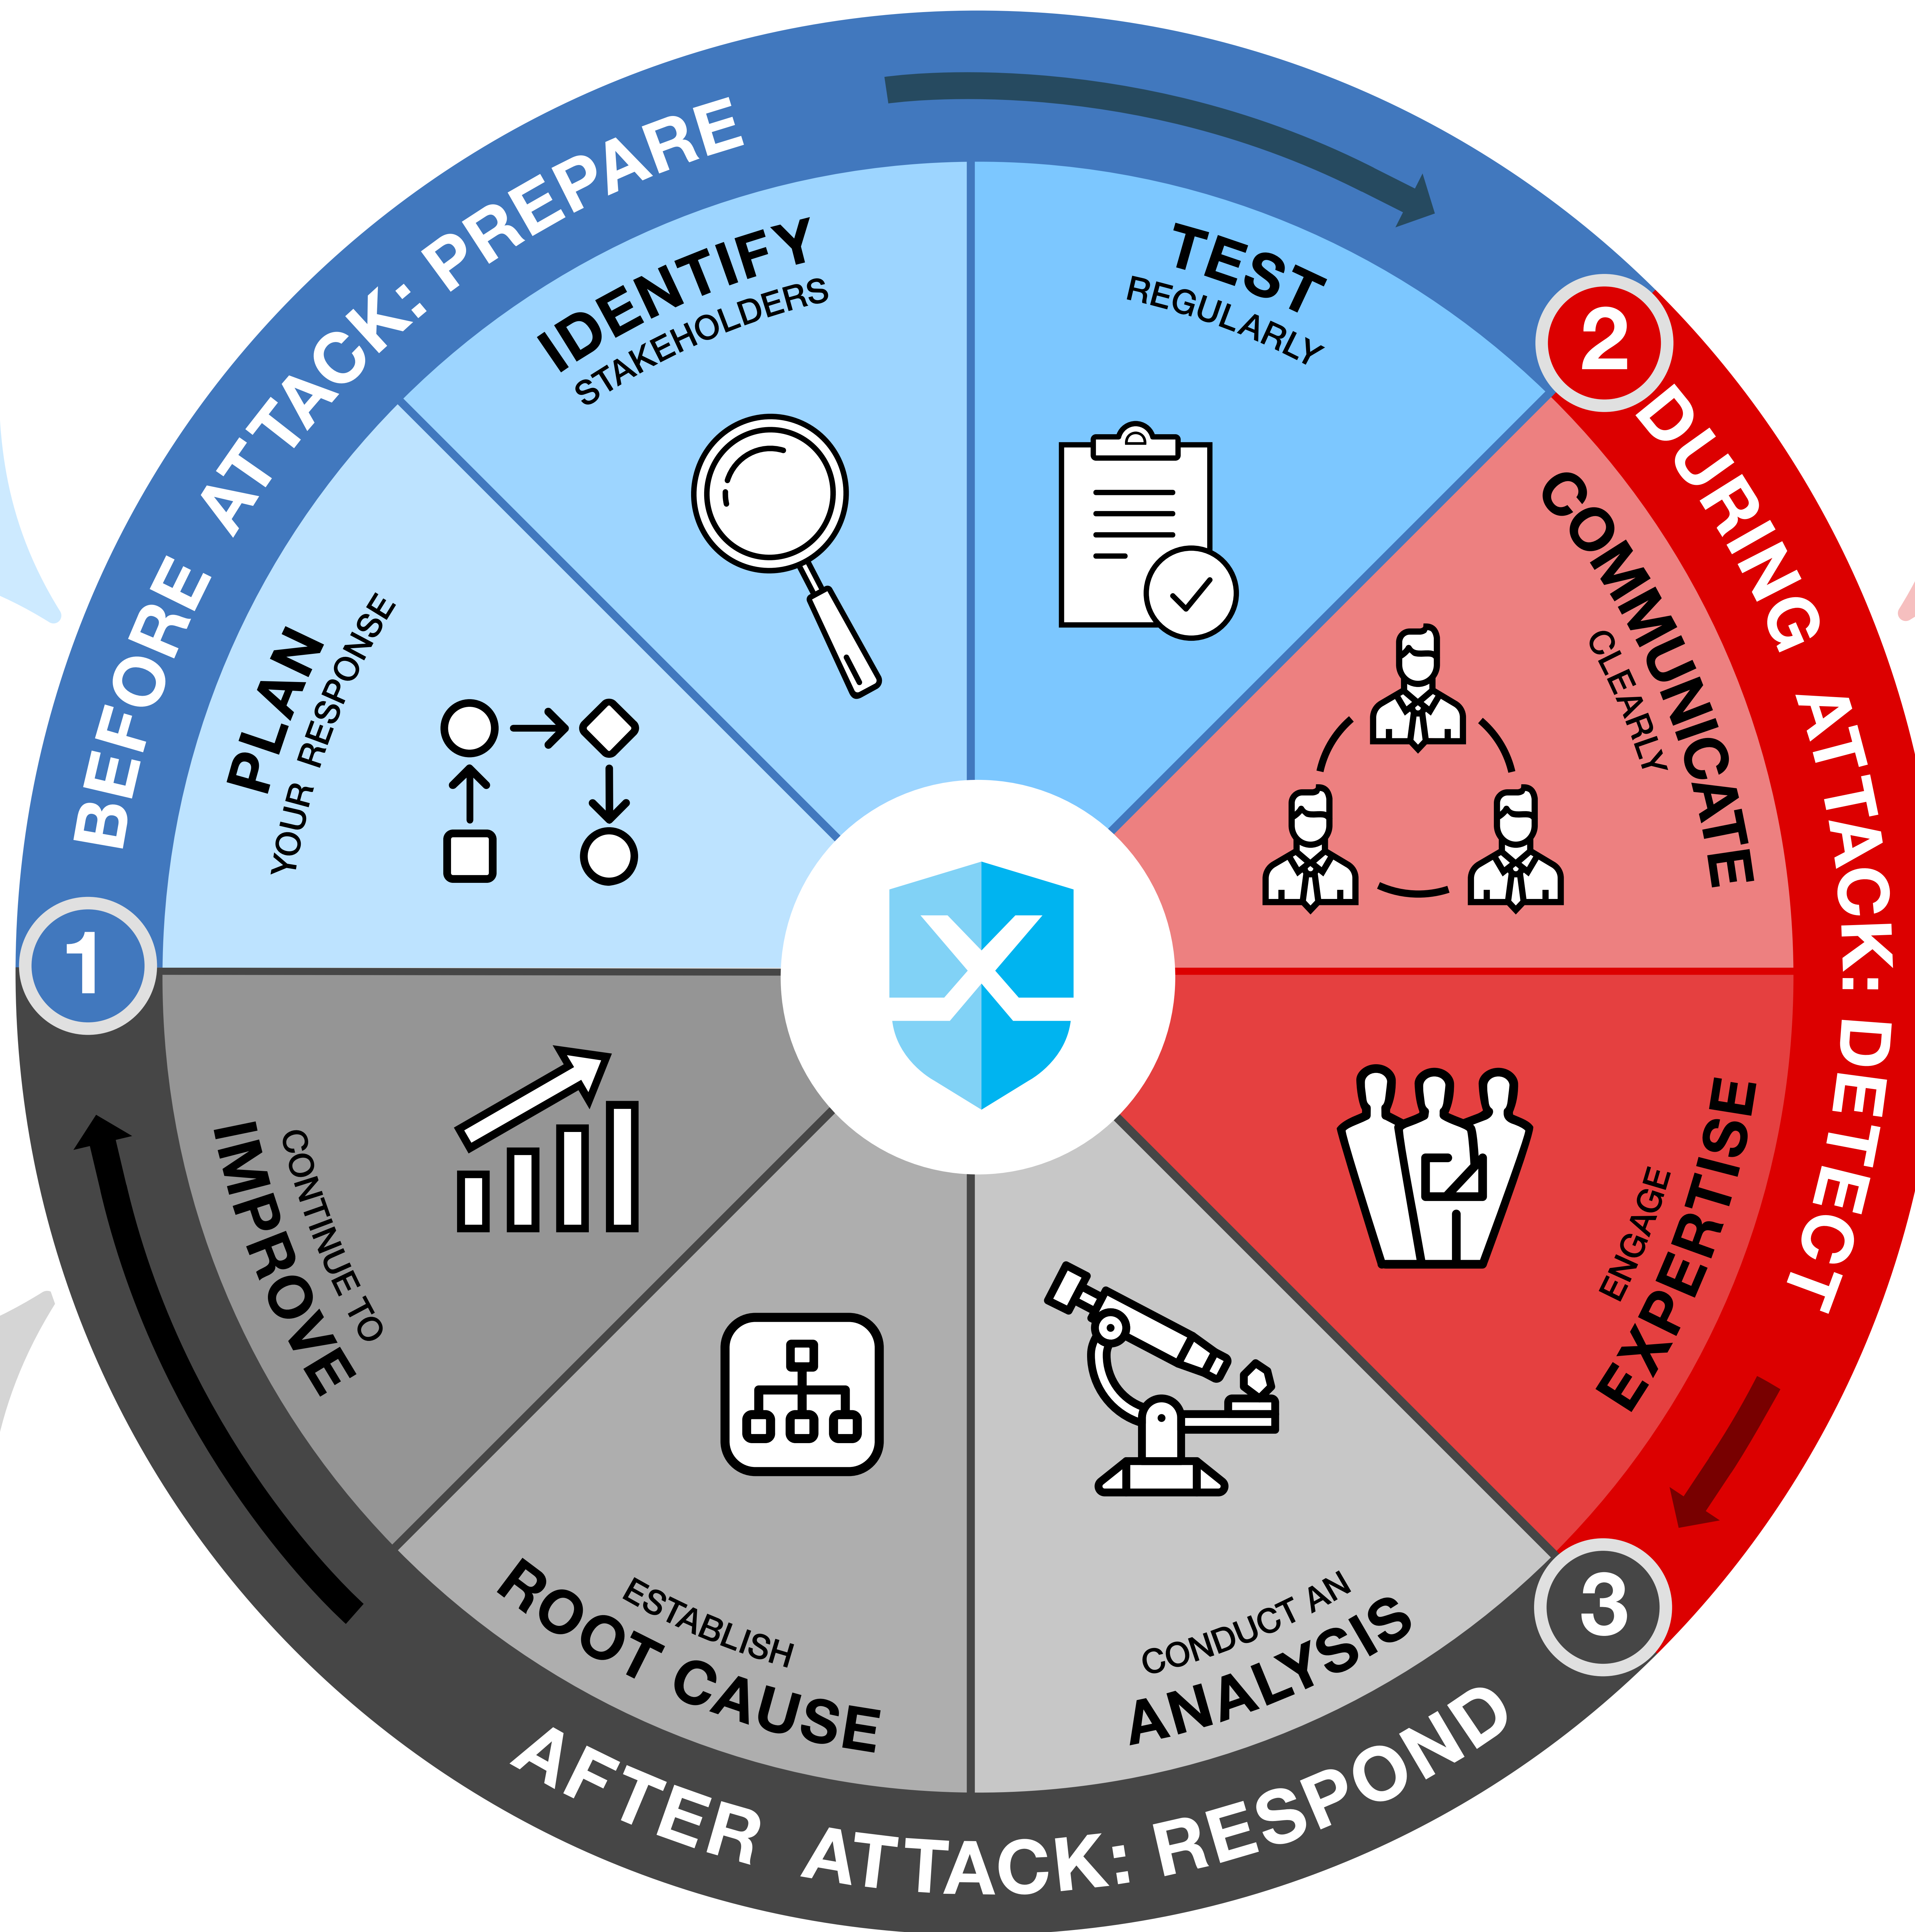 1
BEFORE ATTACK: PREPARE
PLAN
YOUR RESPONSE
IDENTIFY
STAKEHOLDERS
TEST
REGULARLY
2
DURING ATTACK: DETECT
COMMUNICATE
CLEARLY
ENGAGE
EXPERTISE
3
AFTER ATTACK: RESPOND
CONDUCT AN
ANALYSIS
ESTABLISH
ROOT CAUSE
CONTINUE TO
IMPROVE